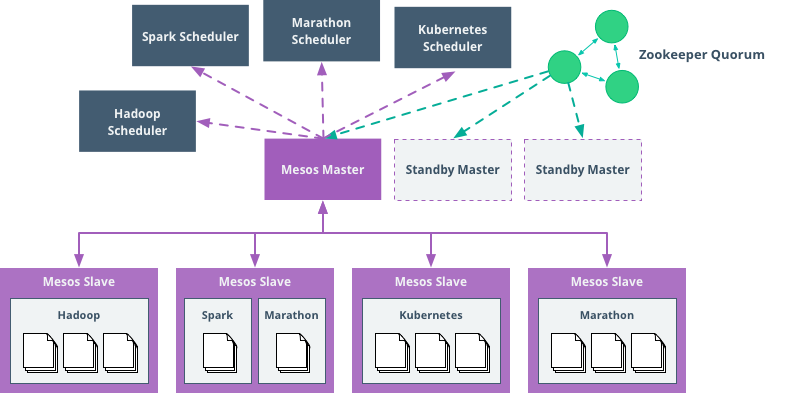 Spark Scheduler
Marathon
Scheduler
Kubernetes
Scheduler
Zookeeper Quorum
Hadoop
Scheduler
Mesos Master
Standby Master
Standby Master
Mesos Slave
Mesos Slave
Mesos Slave
Mesos Slave
Hadoop
Spark
Marathon
Kubernetes
Marathon